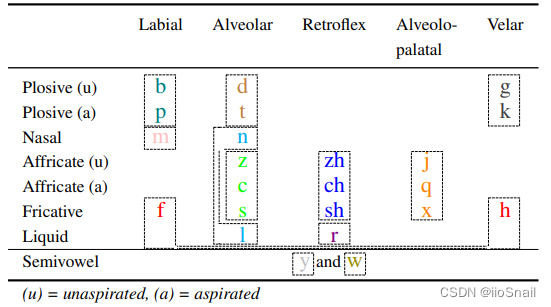 Labial Alveolar Retroflex Alveolo-
palatal Velar
Plosive (u) b d g
Plosive (a) p t k
Nasal m n
Affricate (u) z zh j
Affricate (a) c ch q
Fricative f s sh x h
Liquid l r
Semivowel y and w
(u) = unaspirated, (a) = aspirated
CSDN @iioSnail